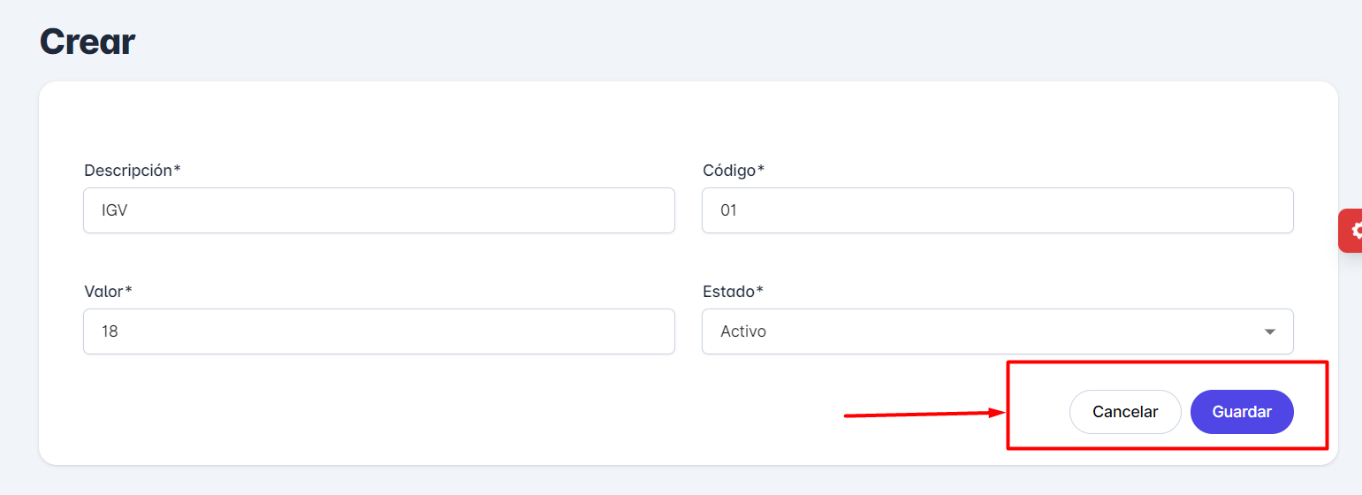 Crear
Descripción*
Código*
IGV
01
Valor*
Estado*
18
Activo
Cancelar
Guardar